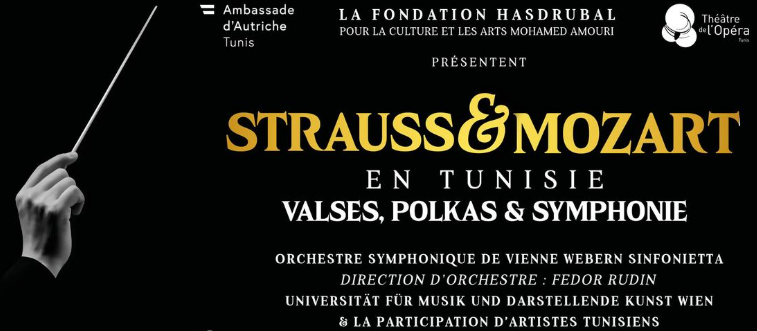 Ambassade
d'Autriche
Tunis
LA FONDATION HASDRUBAL
POUR LA CULTURE ET LES ARTS MOHAMED AMOURI
PRÉSENTENT
Théâtre
de l'Opéra
Tunis
STRAUSS & MOZART
EN TUNISIE
VALSES, POLKAS & SYMPHONIE
ORCHESTRE SYMPHONIQUE DE VIENNE WEBERN SINFONIETTA
DIRECTION D'ORCHESTRE : FEDOR RUDIN
UNIVERSITÄT FÜR MUSIK UND DARSTELLENDE KUNST WIEN
& LA PARTICIPATION D'ARTISTES TUNISIENS